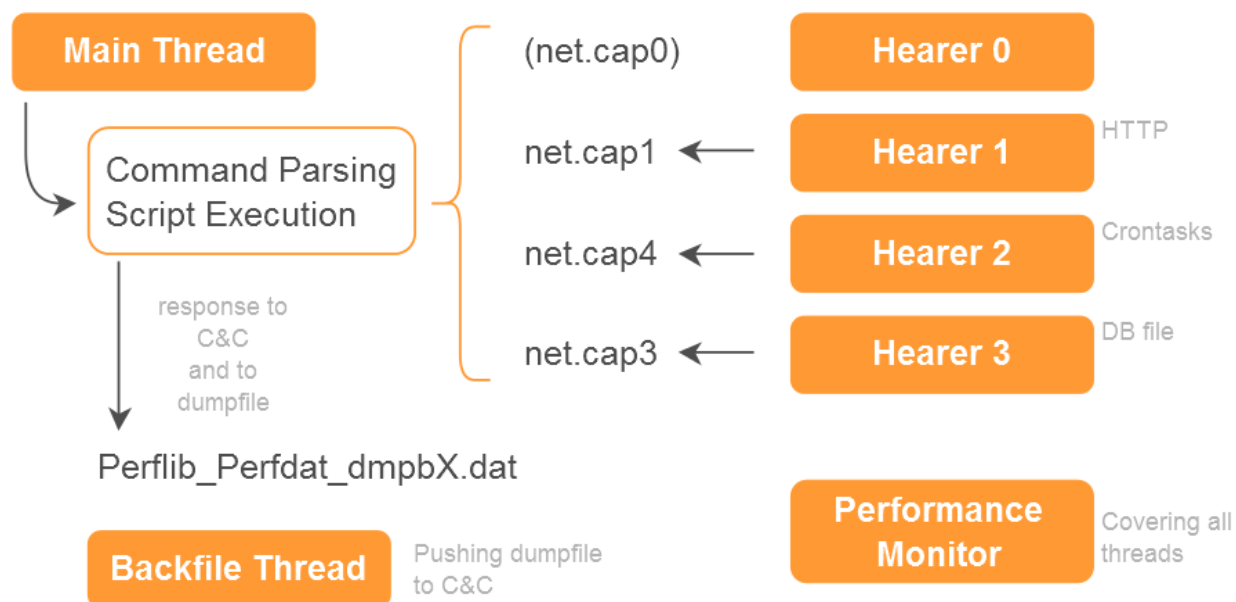 Main Thread
Command Parsing
Script Execution
response to
C&C
and to
dumpfile
Perflib_Perfdat_dmpbX.dat
Backfile Thread
Pushing dumpfile
to C&C
(net.cap0)
Hearer 0
net.cap1
Hearer 1
HTTP
net.cap4
Hearer 2
Crontasks
net.cap3
Hearer 3
DB file
Performance
Monitor
Covering all
threads